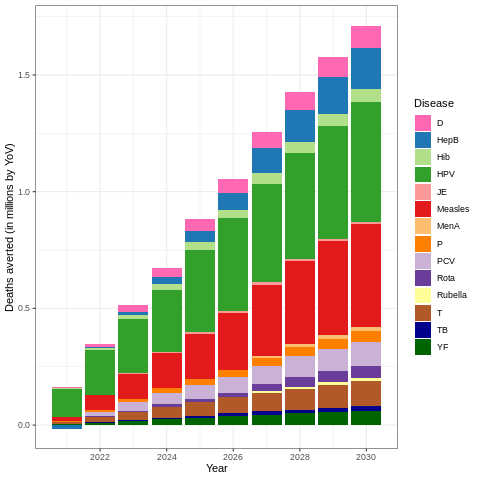 Deaths averted (in millions by YoV)
1.5
1.0
0.5
0.0
2022
2024
2026
2028
2030
Year
Disease
D
HepB
Hib
HPV
JE
Measles
MenA
P
PCV
Rota
Rubella
T
TB
YF